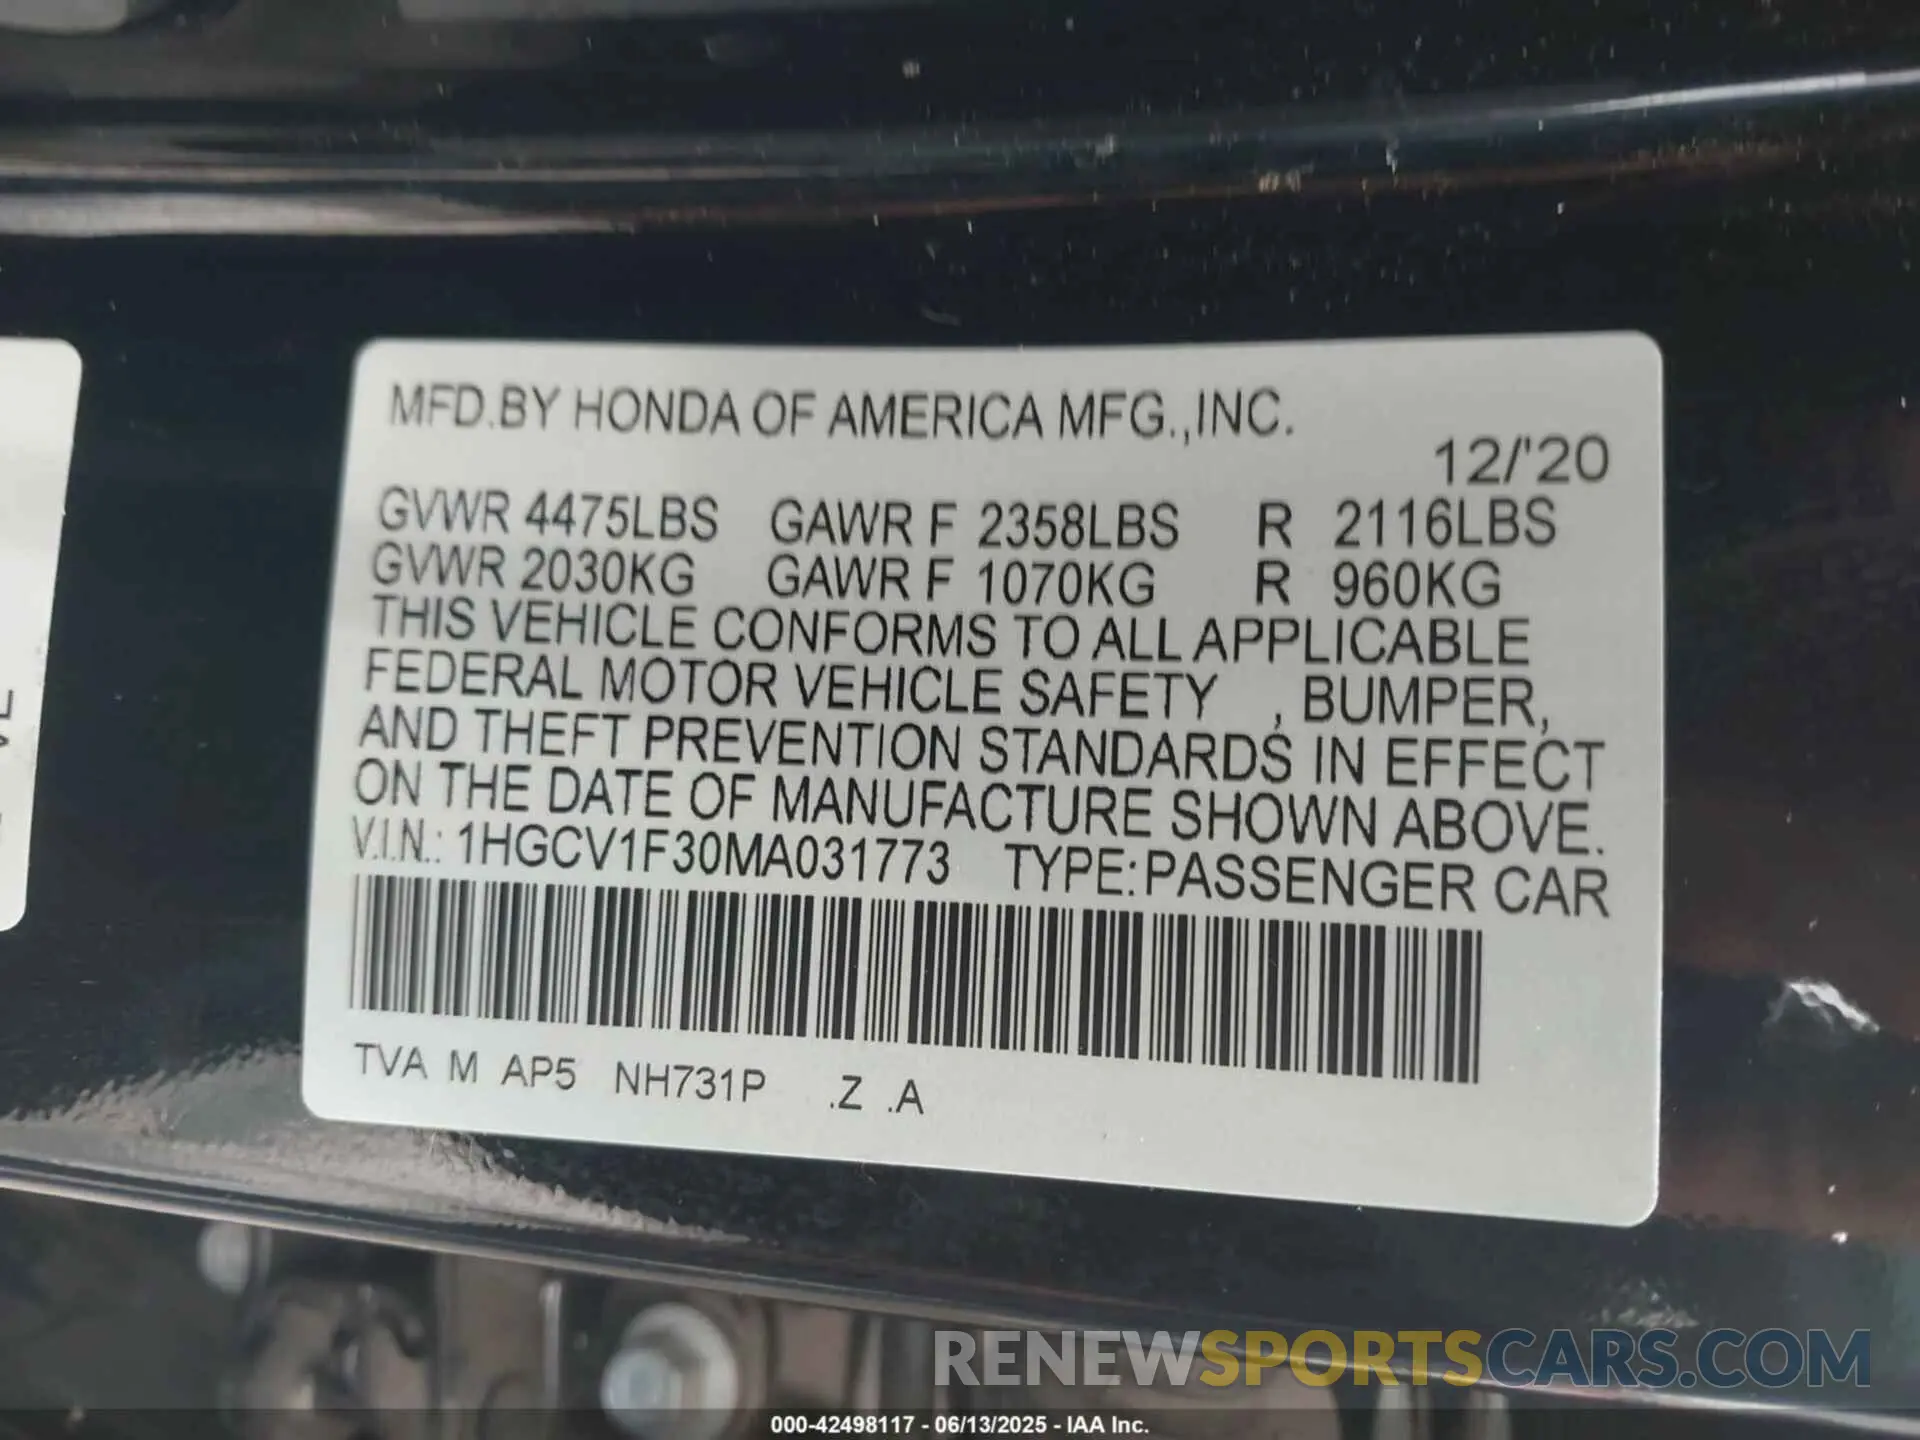 MFD.BY HONDA OF AMERICA MFG.,INC.
12/'20
GVWR 4475LBS GAWR F 2358LBS R 2116LBS
GVWR 2030KG GAWR F 1070KG R 960KG
THIS VEHICLE CONFORMS TO ALL APPLICABLE
FEDERAL MOTOR VEHICLE SAFETY , BUMPER,
AND THEFT PREVENTION STANDARDS IN EFFECT
ON THE DATE OF MANUFACTURE SHOWN ABOVE.
V.I.N.: 1HGCV1F30MA031773 TYPE:PASSENGER CAR
TVA M AP5 NH731P .Z .A
RENEWSPORTSCARS.COM
000-42498117 - 06/13/2025 - IAA Inc.